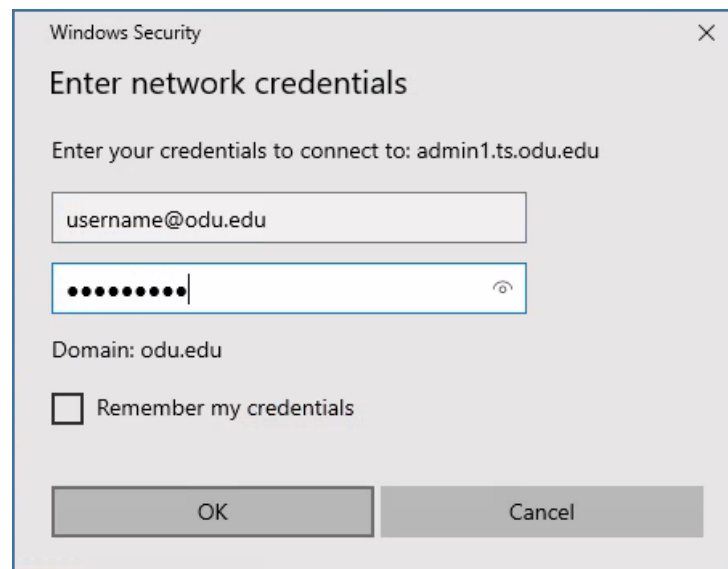 Windows Security
Enter network credentials
Enter your credentials to connect to: admin1.ts.odu.edu
username@odu.edu
●●●●●●●●●
Domain: odu.edu
Remember my credentials
OK
Cancel